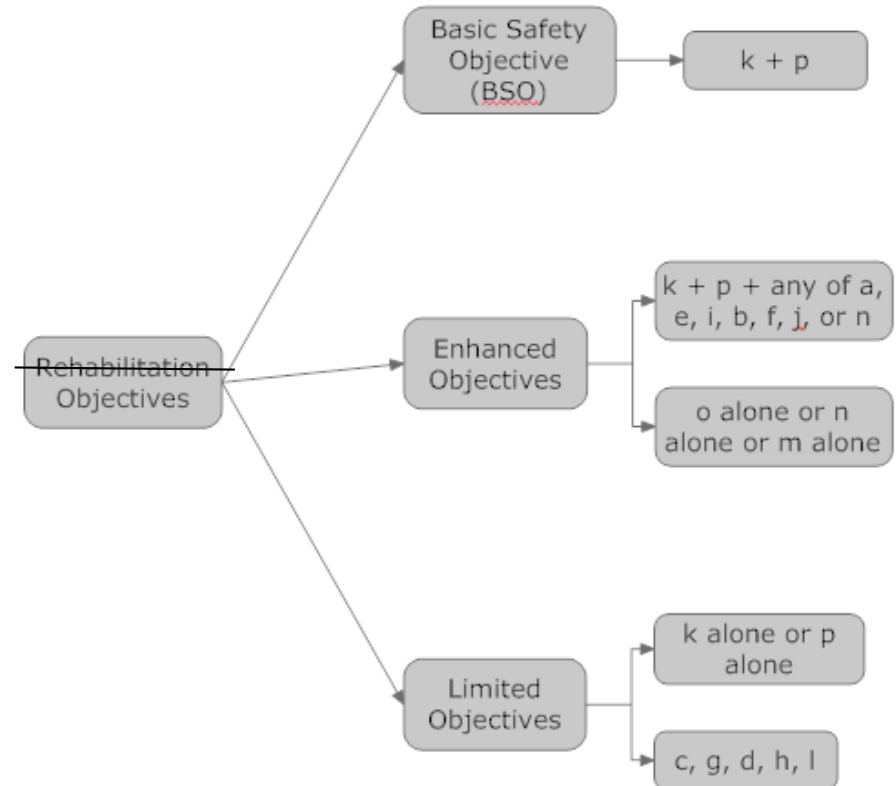 Basic Safety
Objective
(BSO)
k + p
k + p + any of a,
e, i, b, f, j, or n
Rehabilitation
Objectives
Enhanced
Objectives
o alone or n
alone or m alone
k alone or p
alone
Limited
Objectives
c, g, d, h, l